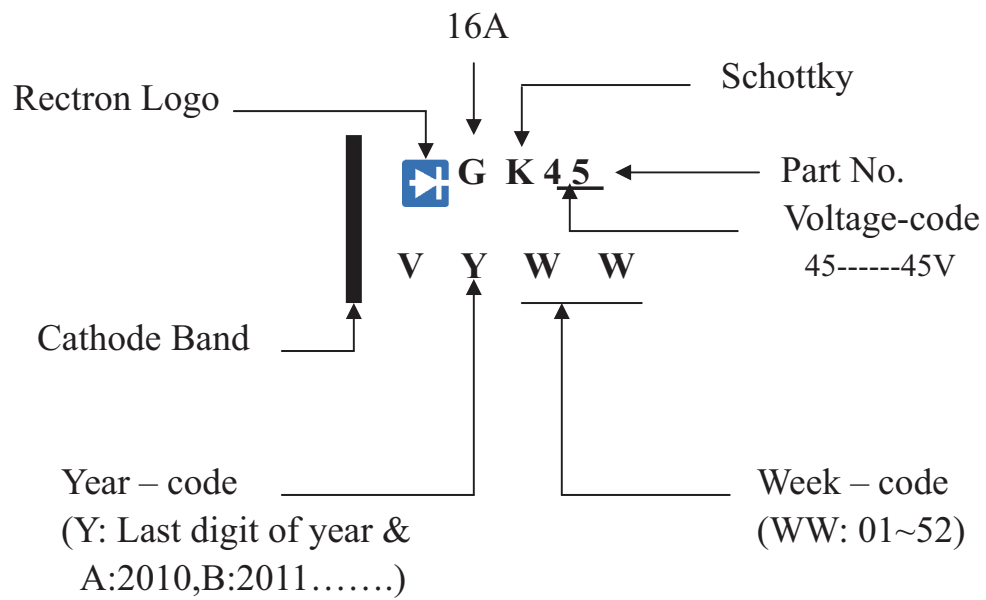 16A
Rectron Logo
Schottky
G K 4 5
Part No.
Voltage-code
45------45V
V Y W W
Cathode Band
Year – code
(Y: Last digit of year &
A:2010,B:2011…….)
Week – code
(WW: 01~52)